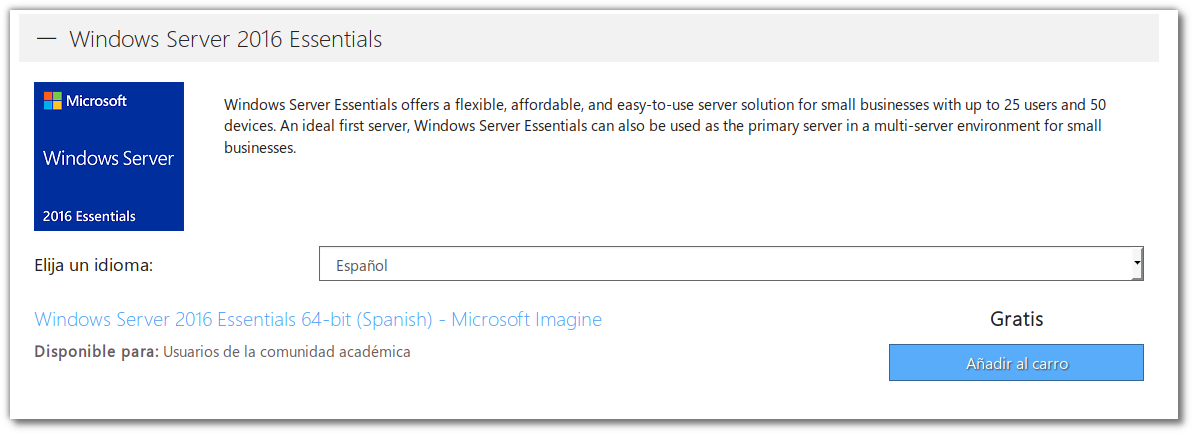 Windows Server 2016 Essentials
Microsoft
Windows Server
2016 Essentials
Windows Server Essentials offers a flexible, affordable, and easy-to-use server solution for small businesses with up to 25 users and 50
devices. An ideal first server, Windows Server Essentials can also be used as the primary server in a multi-server environment for small
businesses.
Elija un idioma:
Español
Windows Server 2016 Essentials 64-bit (Spanish) - Microsoft Imagine
Gratis
Disponible para: Usuarios de la comunidad académica
Añadir al carro